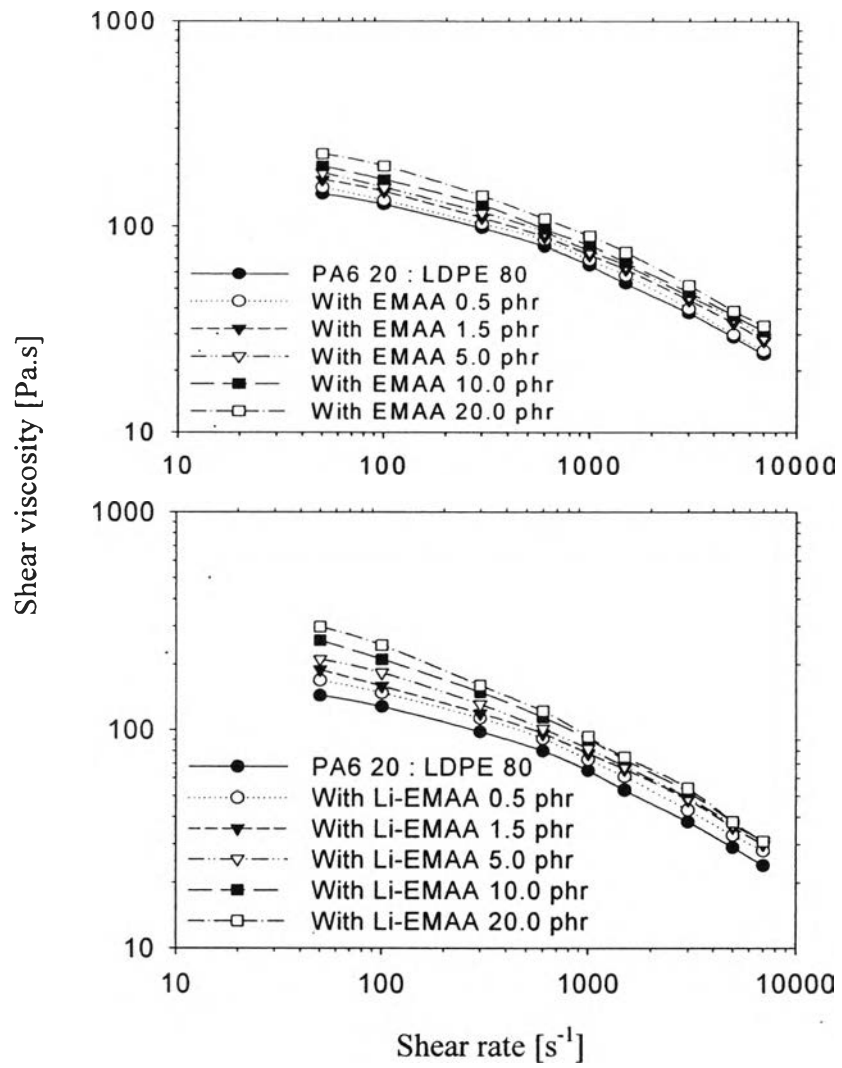 1000
100
10
PA6 20 : LDPE 80
With EMAA 0.5 phr
With EMAA 1.5 phr
With EMAA 5.0 phr
With EMAA 10.0 phr
With EMAA 20.0 phr
10
100
1000
10000
Shear viscosity [Pa.s]
1000
100
10
PA6 20 : LDPE 80
With Li-EMAA 0.5 phr
With Li-EMAA 1.5 phr
With Li-EMAA 5.0 phr
With Li-EMAA 10.0 phr
With Li-EMAA 20.0 phr
10
100
1000
10000
Shear rate [s⁻¹]